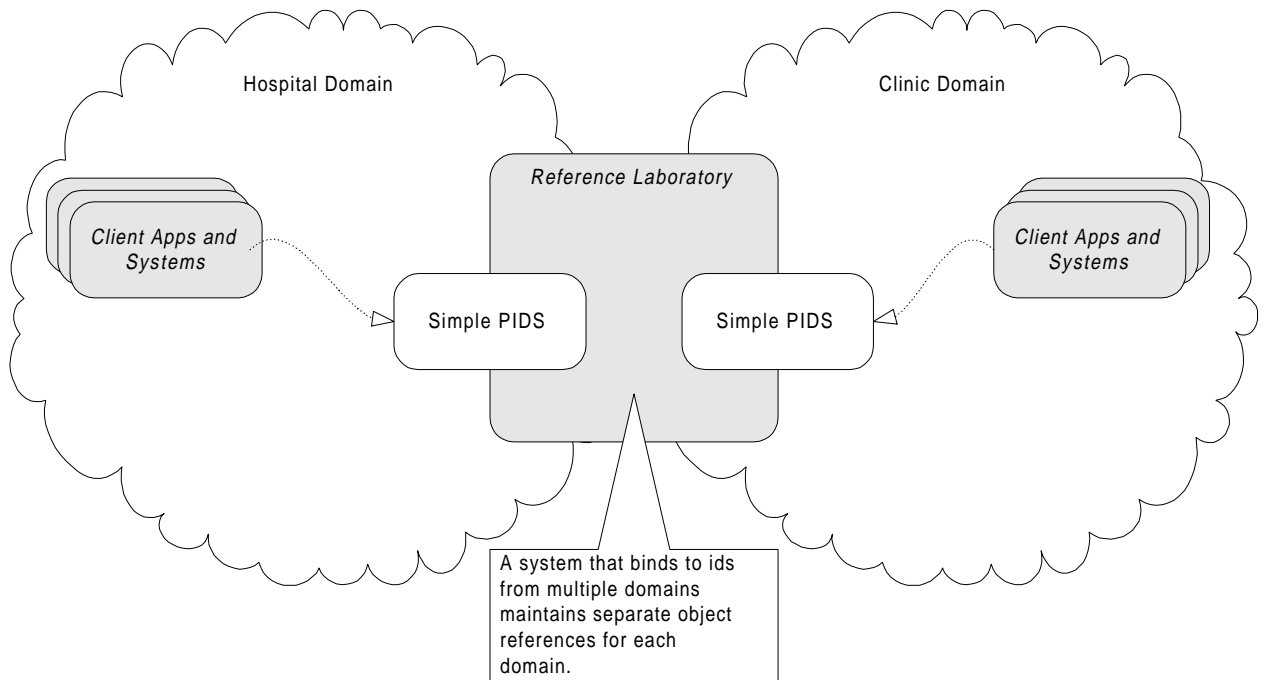 Hospital Domain
Clinic Domain
Reference Laboratory
Client Apps and
Systems
Client Apps and
Systems
Simple PIDS
Simple PIDS
A system that binds to ids
from multiple domains
maintains separate object
references for each
domain.